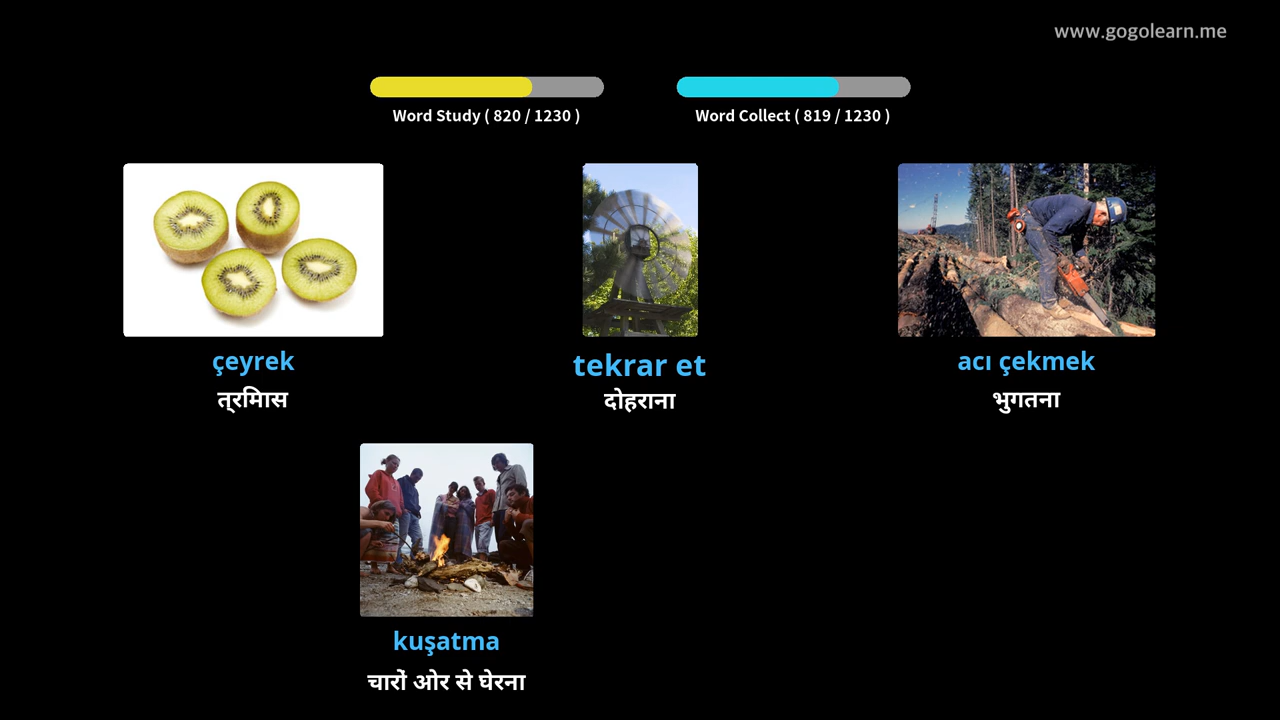 www.gogolearn.me
Word Study ( 820 / 1230 )
Word Collect ( 819 / 1230 )
çeyrek
tekrar et
acı çekmek
त्रिमास
दोहराना
भुगतना
kuşatma
चारों ओर से घेरना